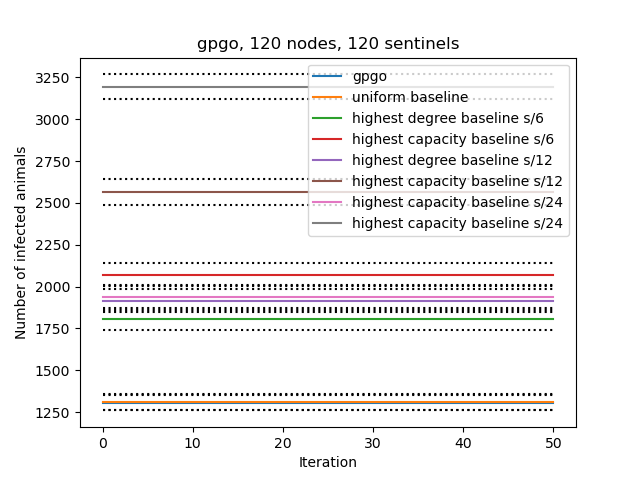 gpgo, 120 nodes, 120 sentinels
3250
3000
2750
2500
2250
2000
1750
1500
1250
Number of infected animals
gpgo
uniform baseline
highest degree baseline s/6
highest capacity baseline s/6
highest degree baseline s/12
highest capacity baseline s/12
highest capacity baseline s/24
highest capacity baseline s/24
0 10 20 30 40 50
Iteration